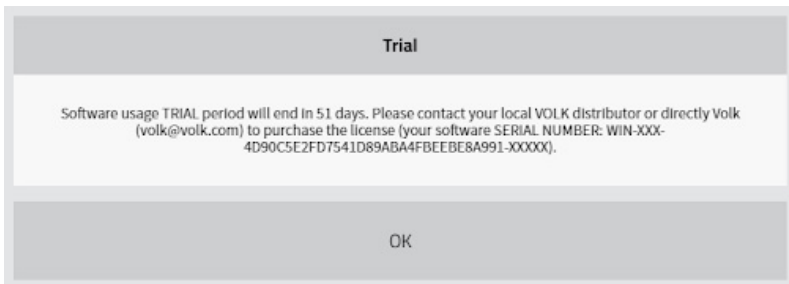 Trial
Software usage TRIAL period will end in 51 days. Please contact your local VOLK distributor or directly Volk
(volk@volk.com) to purchase the license (your software SERIAL NUMBER: WIN-XXX-
4D90C5E2FD7541D89ABA4FBEEBE8A991-XXXXX).
OK